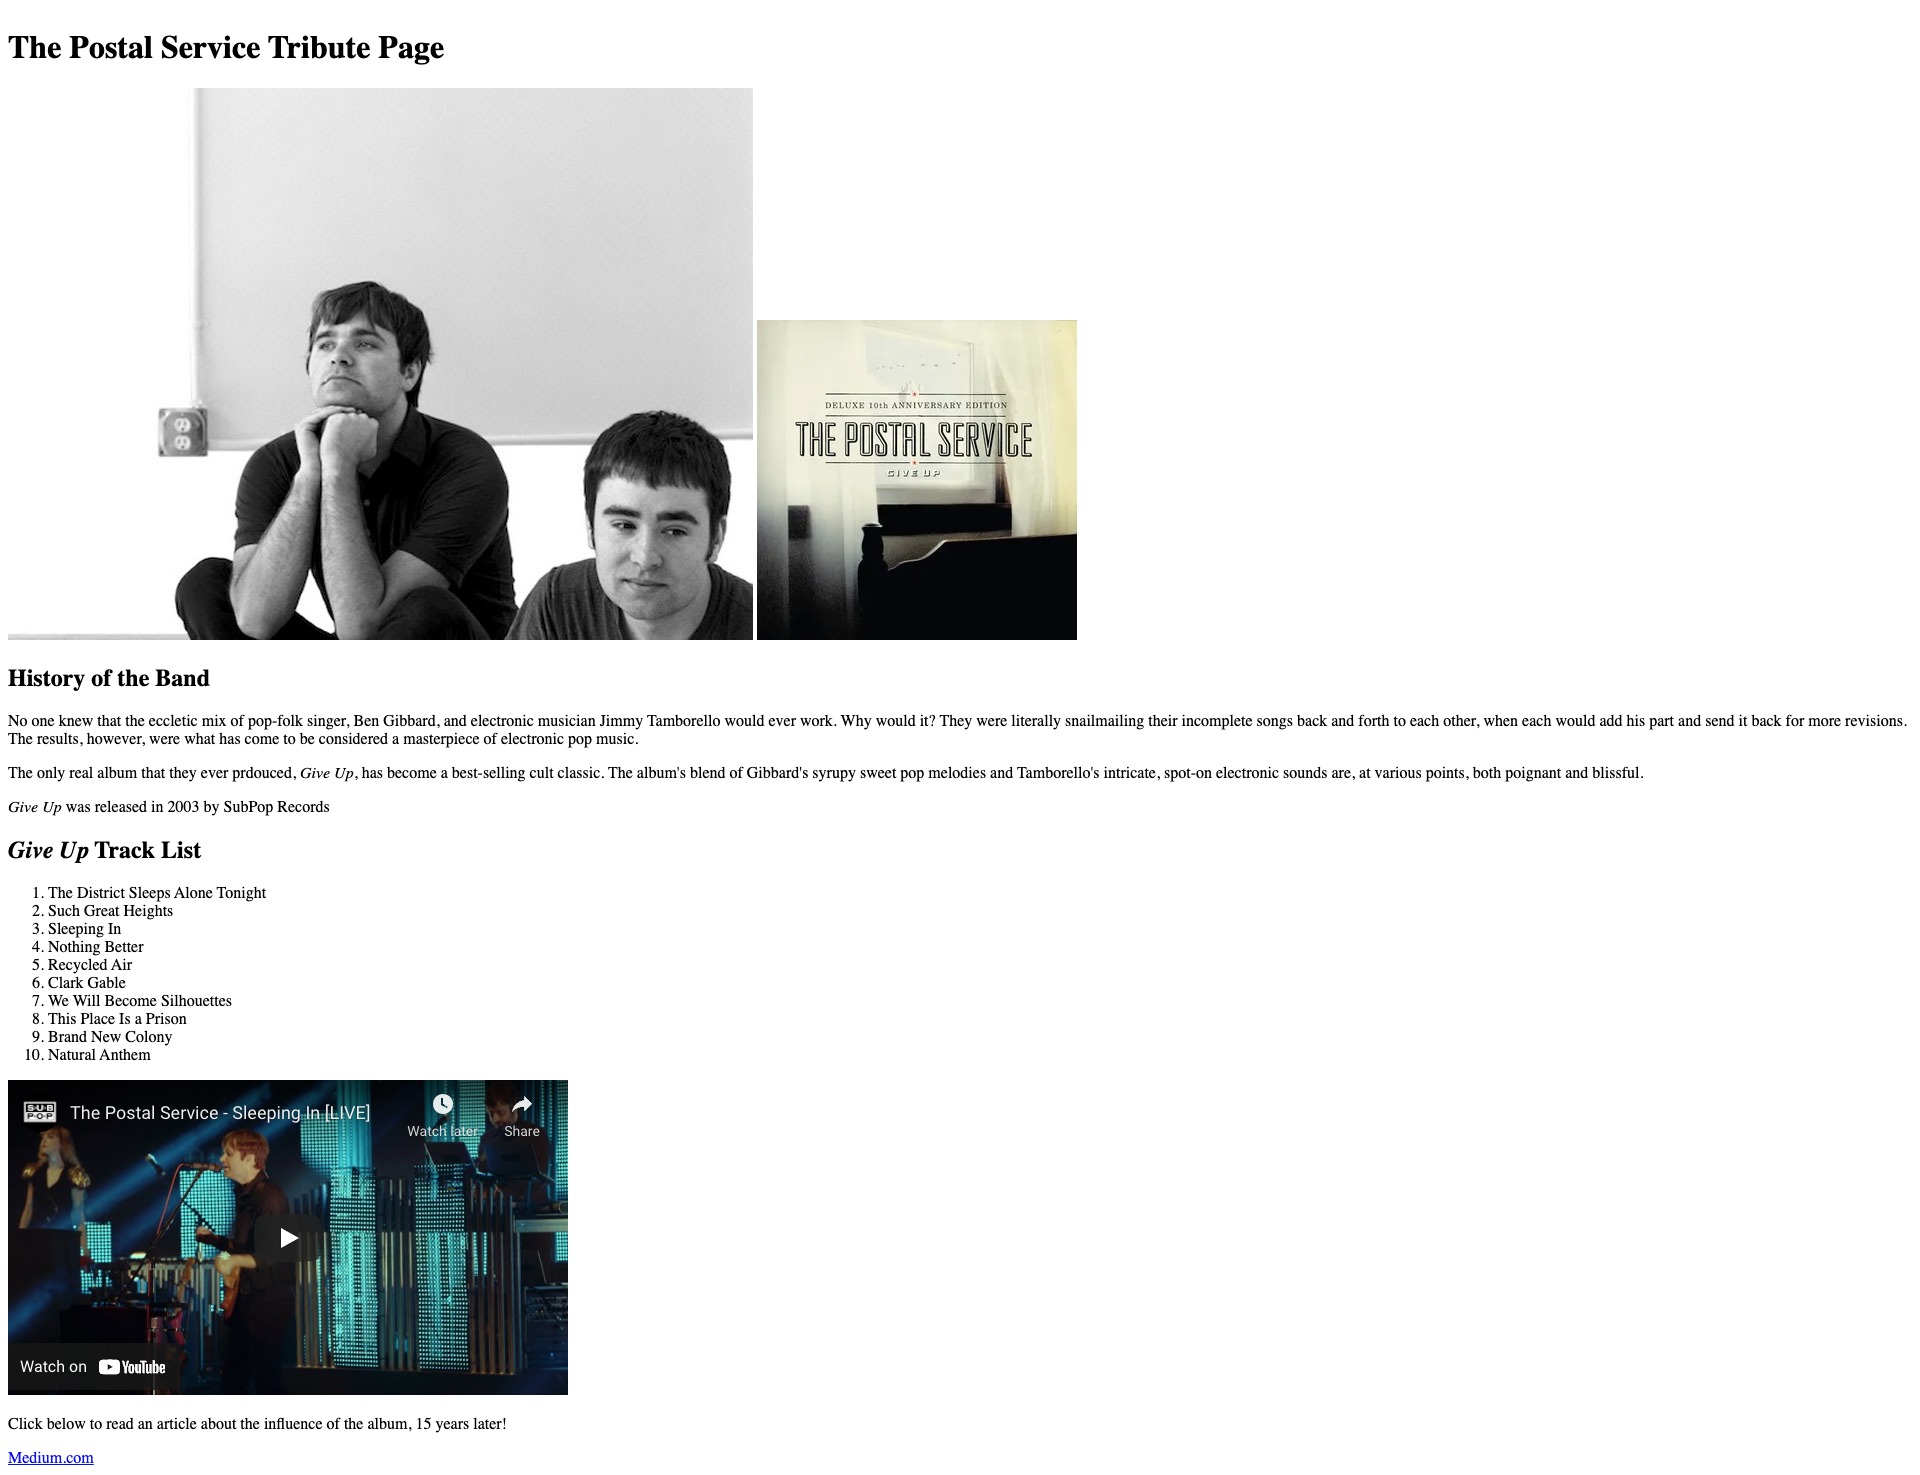 The Postal Service Tribute Page
DELUXE 10th ANNIVERSARY EDITION
THE POSTAL SERVICE
GIVE UP
History of the Band
No one knew that the eccletic mix of pop-folk singer, Ben Gibbard, and electronic musician Jimmy Tamborello would ever work. Why would it? They were literally snailmailing their incomplete songs back and forth to each other, when each would add his part and send it back for more revisions.
The results, however, were what has come to be considered a masterpiece of electronic pop music.
The only real album that they ever prdouced, Give Up, has become a best-selling cult classic. The album's blend of Gibbard's syrupy sweet pop melodies and Tamborello's intricate, spot-on electronic sounds are, at various points, both poignant and blissful.
Give Up was released in 2003 by SubPop Records
Give Up Track List
1. The District Sleeps Alone Tonight
2. Such Great Heights
3. Sleeping In
4. Nothing Better
5. Recycled Air
6. Clark Gable
7. We Will Become Silhouettes
8. This Place Is a Prison
9. Brand New Colony
10. Natural Anthem
SUB
POP
The Postal Service - Sleeping In [LIVE]
Watch later
Share
Watch on YouTube
Click below to read an article about the influence of the album, 15 years later!
Medium.com